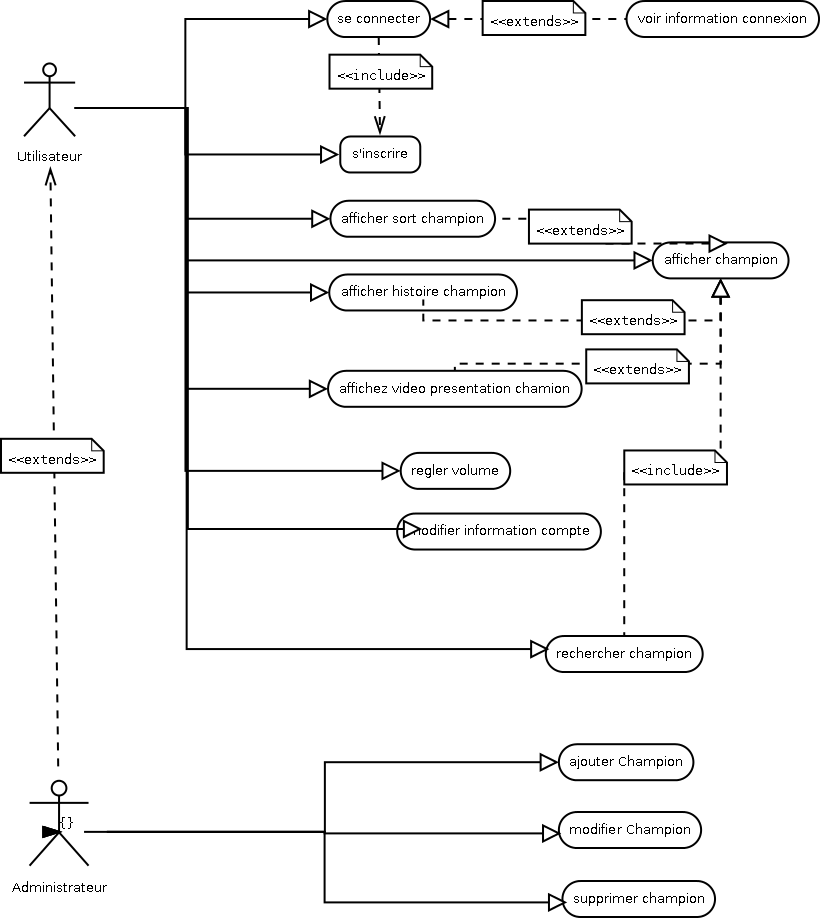 se connecter
<<extends>>
voir information connexion
<<include>>
Utilisateur
s'inscrire
afficher sort champion
<<extends>>
afficher champion
afficher histoire champion
<<extends>>
<<extends>>
affichez video presentation chamion
<<extends>>
regler volume
<<include>>
modifier information compte
rechercher champion
ajouter Champion
{}
modifier Champion
Administrateur
supprimer champion